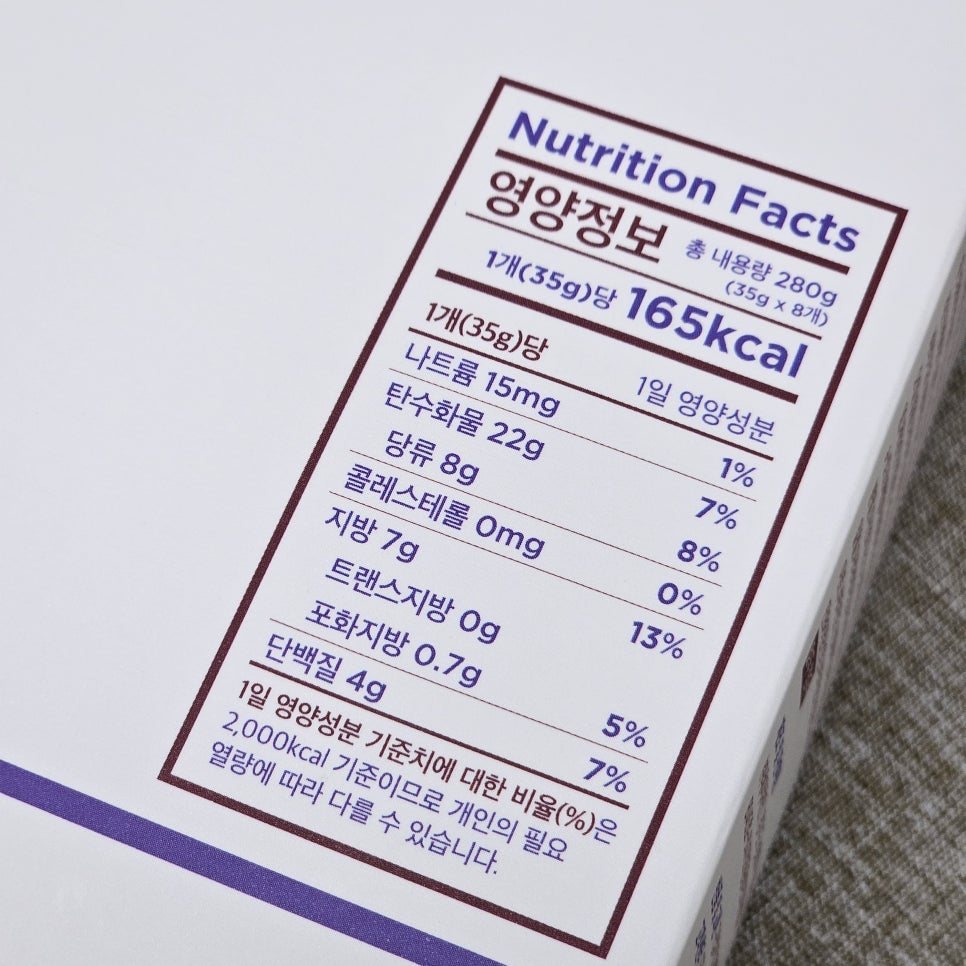 Nutrition Facts
영양정보 총 내용량 280g
(35g x 8개)
1개(35g)당 165kcal
1개(35g)당 1일 영양성분
나트륨 15mg 1%
탄수화물 22g 7%
당류 8g 8%
콜레스테롤 0mg 0%
지방 7g 13%
트랜스지방 0g
포화지방 0.7g 5%
단백질 4g 7%
1일 영양성분 기준치에 대한 비율(%)은
2,000kcal 기준이므로 개인의 필요
열량에 따라 다를 수 있습니다.